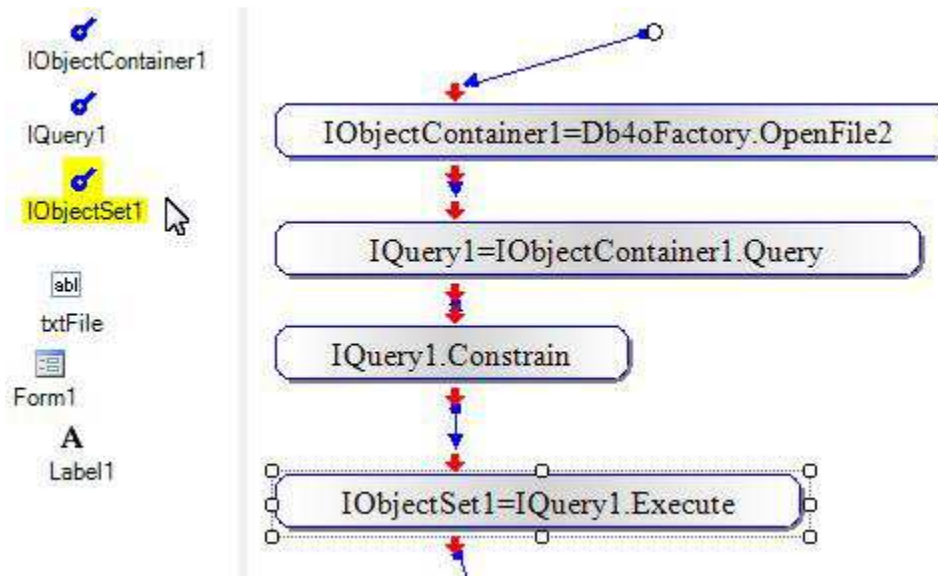 IObjectContainer1
IQuery1
IObjectSet1
abl
txtFile
Form1
A
Label1
IObjectContainer1=Db4oFactory.OpenFile2
IQuery1=IObjectContainer1.Query
IQuery1.Constrain
IObjectSet1=IQuery1.Execute